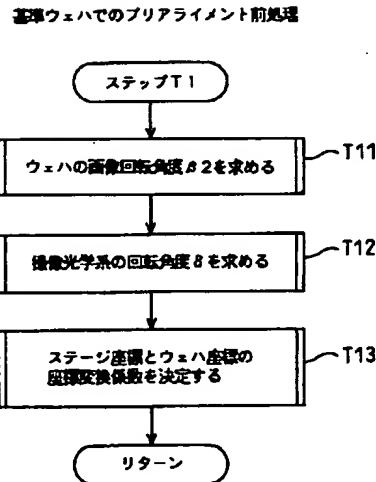 基準ウェハでのプリアライメント前処理
ステップT1
ウェハの画像回転角度β2を求める
T11
撮像光学系の回転角度δを求める
T12
ステージ座標とウェハ座標の
座標変換係数を決定する
T13
リターン